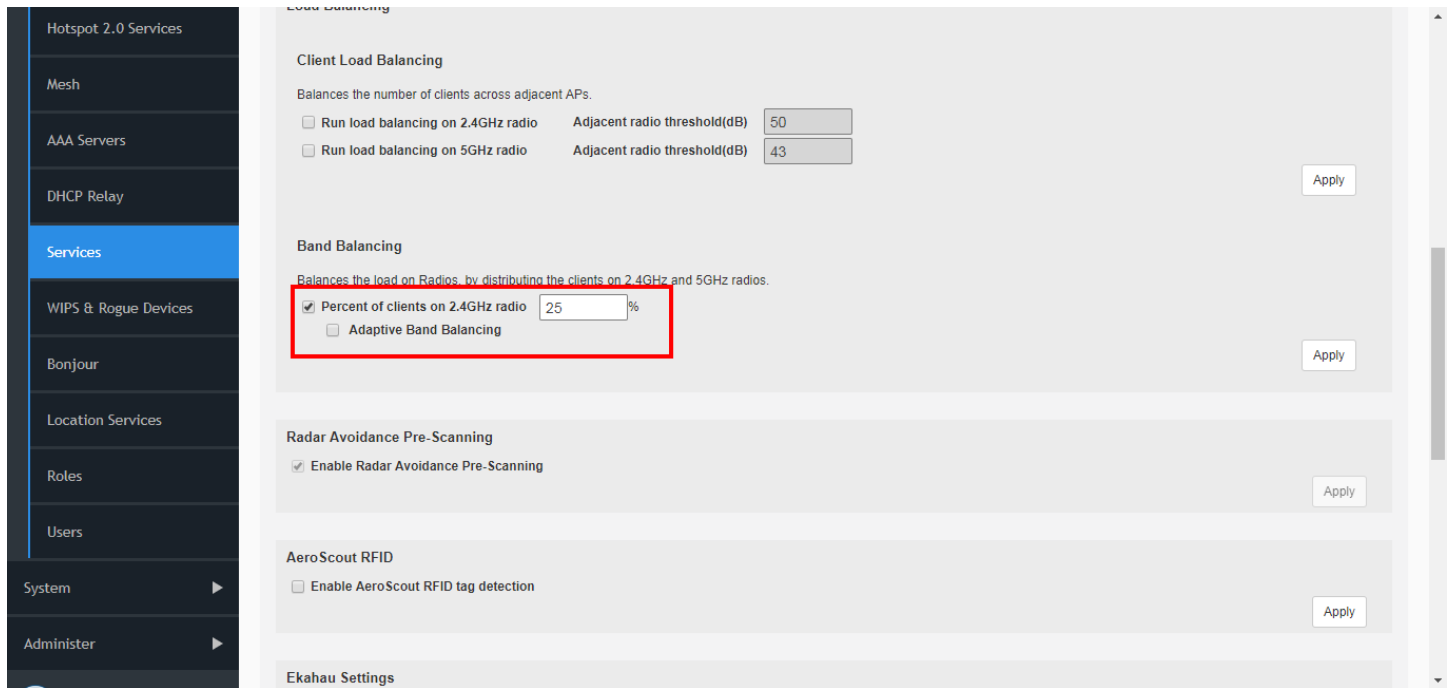 Hotspot 2.0 Services
Mesh
AAA Servers
DHCP Relay
Services
WIPS & Rogue Devices
Bonjour
Location Services
Roles
Users
System
Administer
Load Balancing
Client Load Balancing
Balances the number of clients across adjacent APs.
Run load balancing on 2.4GHz radio Adjacent radio threshold(dB) 50
Run load balancing on 5GHz radio Adjacent radio threshold(dB) 43
Apply
Band Balancing
Balances the load on Radios, by distributing the clients on 2.4GHz and 5GHz radios.
Percent of clients on 2.4GHz radio 25 %
Adaptive Band Balancing
Apply
Radar Avoidance Pre-Scanning
Enable Radar Avoidance Pre-Scanning
Apply
AeroScout RFID
Enable AeroScout RFID tag detection
Apply
Ekahau Settings